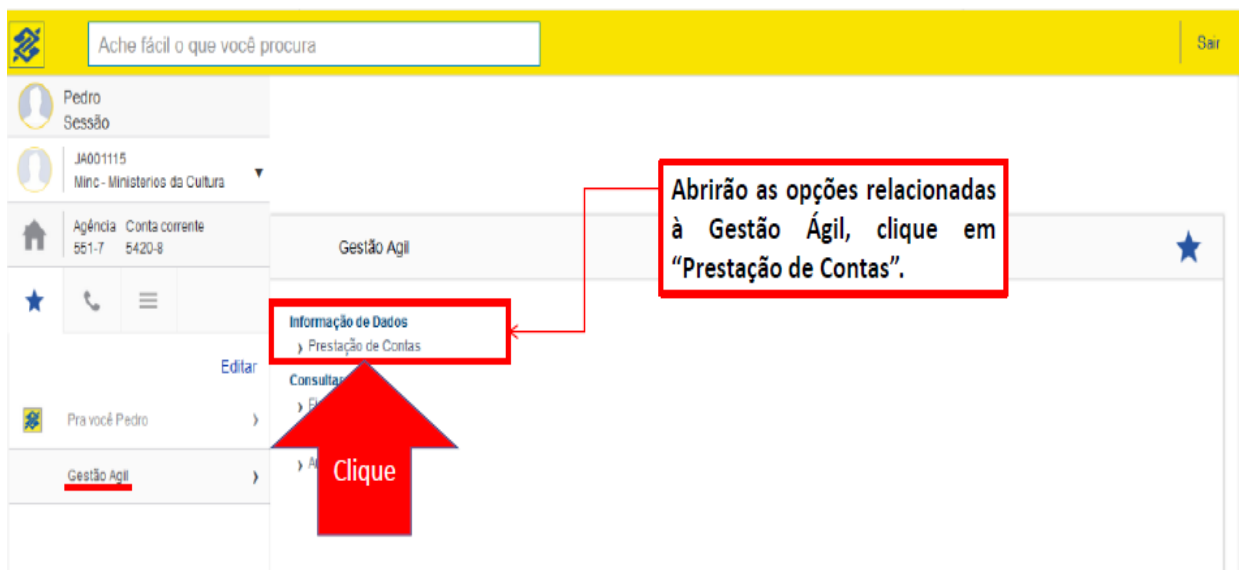 Ache fácil o que você procura
Sair
Pedro
Sessão
JA001115
Minc - Ministerios da Cultura
Agência Conta corrente
551-7 5420-8
Editar
Pra você Pedro
Gestão Agil
Gestão Agil
Abrirão as opções relacionadas
à Gestão Ágil, clique em
“Prestação de Contas”.
Informação de Dados
Prestação de Contas
Consultar
Clique